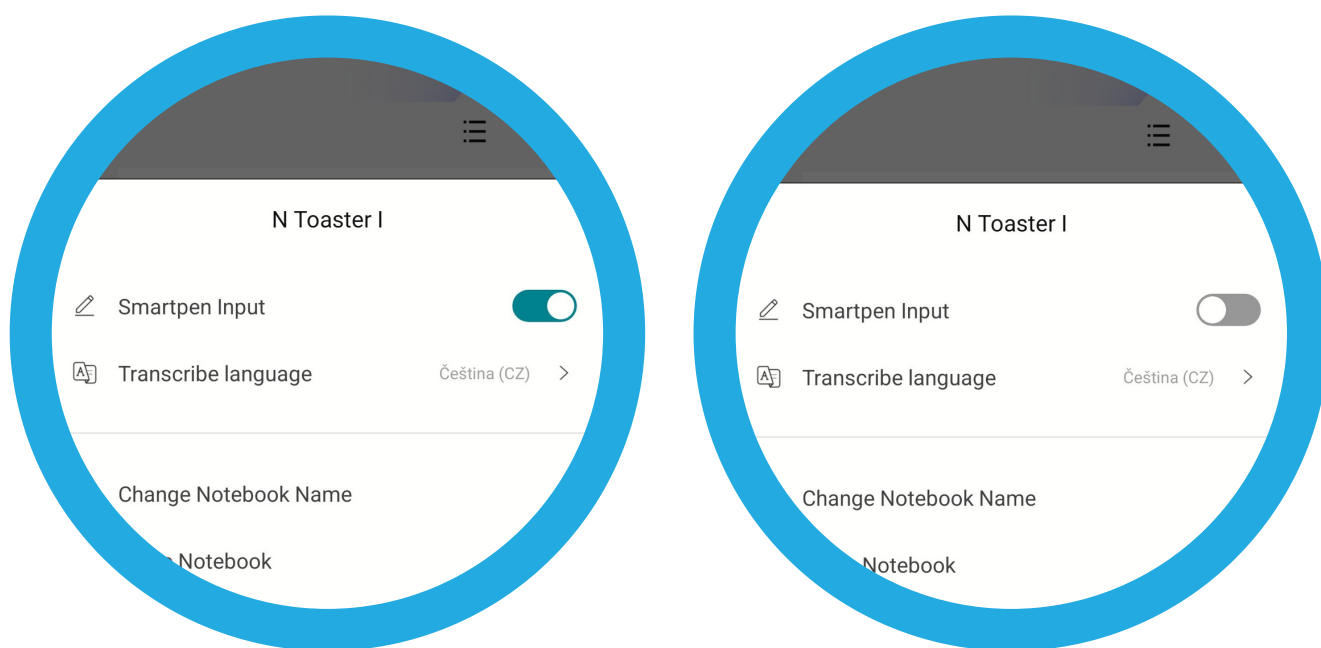 N Toaster I
Smartpen Input
Transcribe language Čeština (CZ)
Change Notebook Name
Notebook
N Toaster I
Smartpen Input
Transcribe language Čeština (CZ)
Change Notebook Name
Notebook